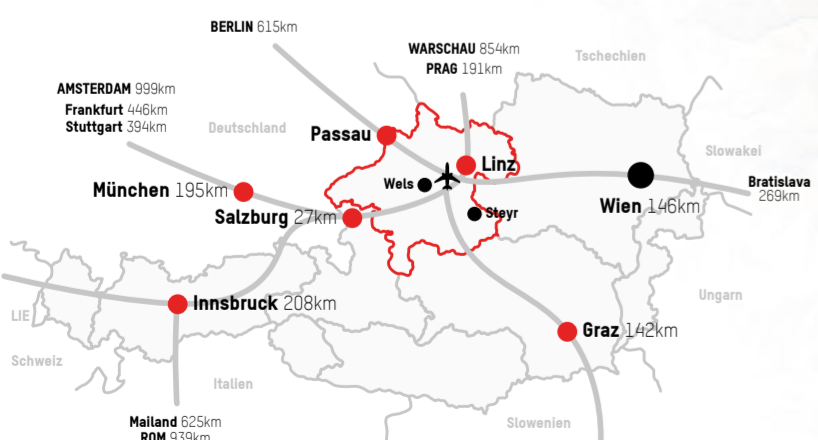 BERLIN 615km
WARSCHAU 854km
PRAG 191km
Tschechien
AMSTERDAM 999km
Frankfurt 446km
Stuttgart 394km
Deutschland
Passau
Linz
Slowakei
Wels
München 195km
Bratislava
269km
Salzburg 27km
Steyr
Wien 146km
Ungarn
Innsbruck 208km
LIE
Graz 142km
Schweiz
Italien
Mailand 625km
ROM 939km
Slowenien